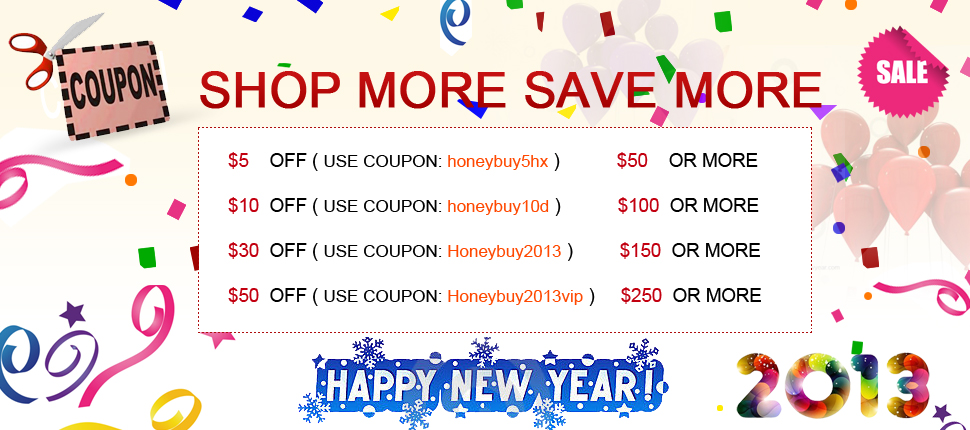 COUPON
SHOP MORE SAVE MORE
SALE
$5 OFF ( USE COUPON: honeybuy5hx ) $50 OR MORE
$10 OFF ( USE COUPON: honeybuy10d ) $100 OR MORE
$30 OFF ( USE COUPON: Honeybuy2013 ) $150 OR MORE
$50 OFF ( USE COUPON: Honeybuy2013vip ) $250 OR MORE
HAPPY NEW YEAR!
2013